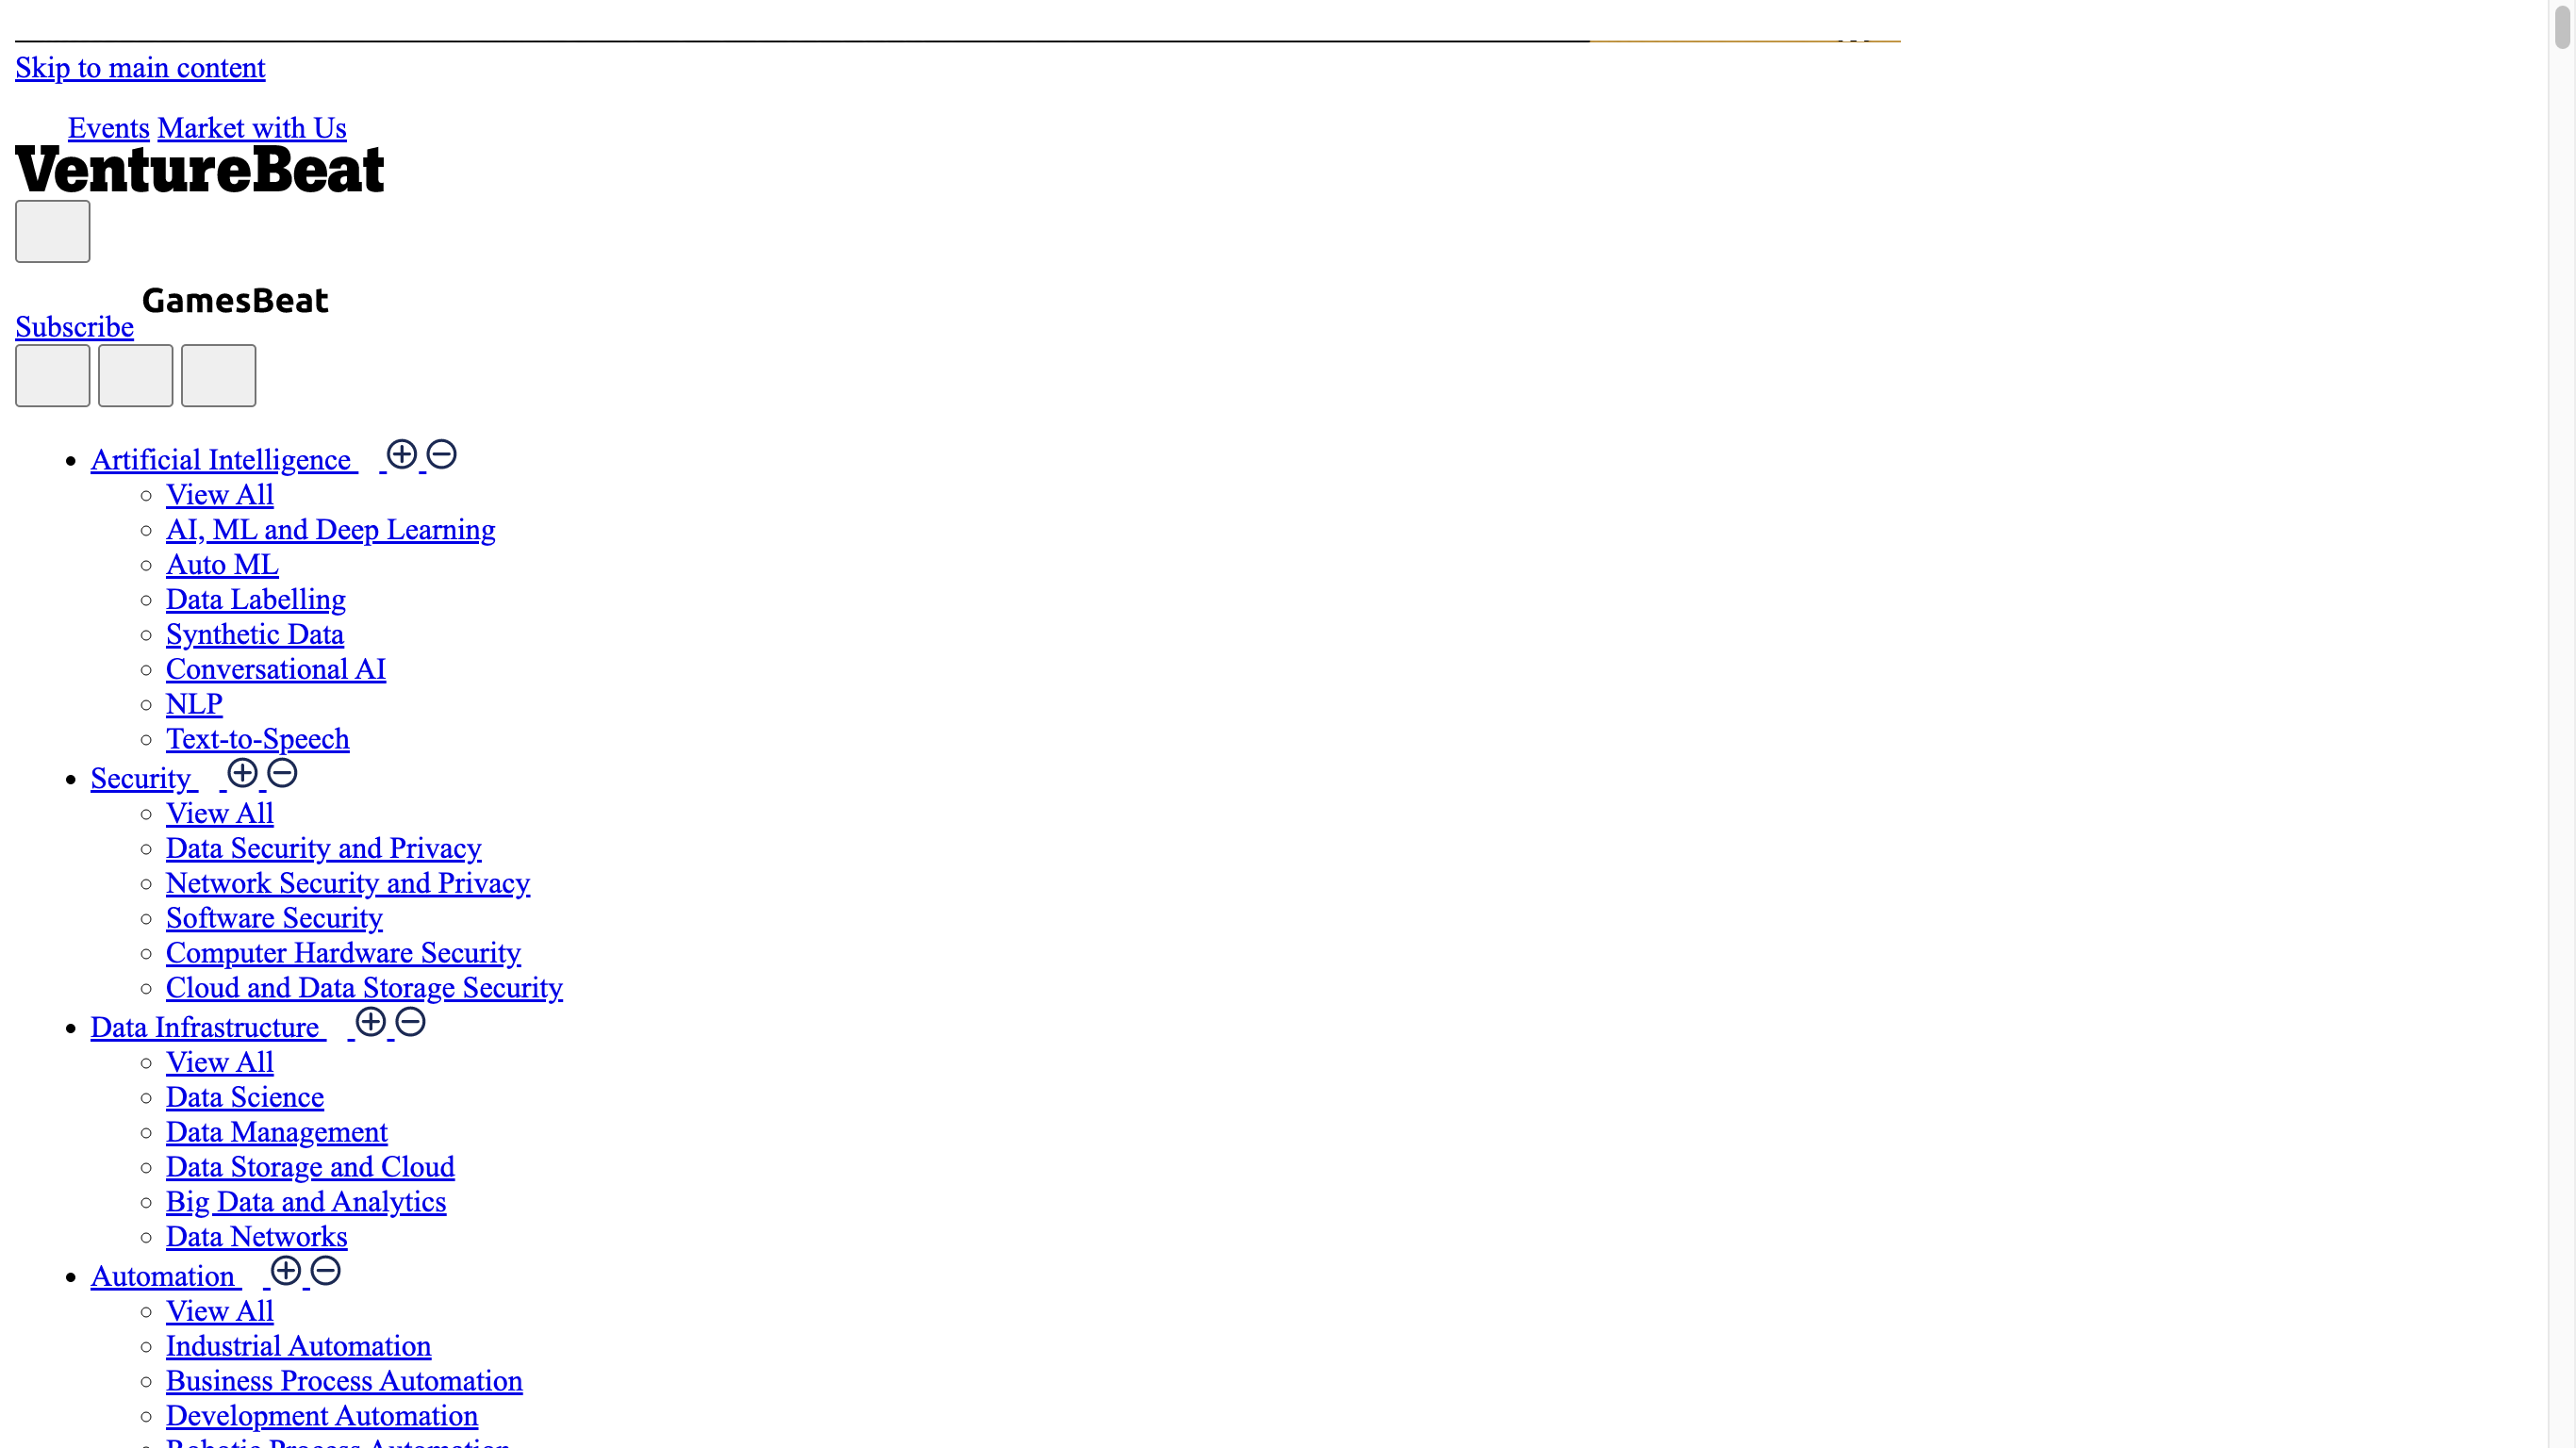 Skip to main content
Events Market with Us
VentureBeat
GamesBeat
Subscribe
Artificial Intelligence
View All
AI, ML and Deep Learning
Auto ML
Data Labelling
Synthetic Data
Conversational AI
NLP
Text-to-Speech
Security
View All
Data Security and Privacy
Network Security and Privacy
Software Security
Computer Hardware Security
Cloud and Data Storage Security
Data Infrastructure
View All
Data Science
Data Management
Data Storage and Cloud
Big Data and Analytics
Data Networks
Automation
View All
Industrial Automation
Business Process Automation
Development Automation
Robotic Process Automation